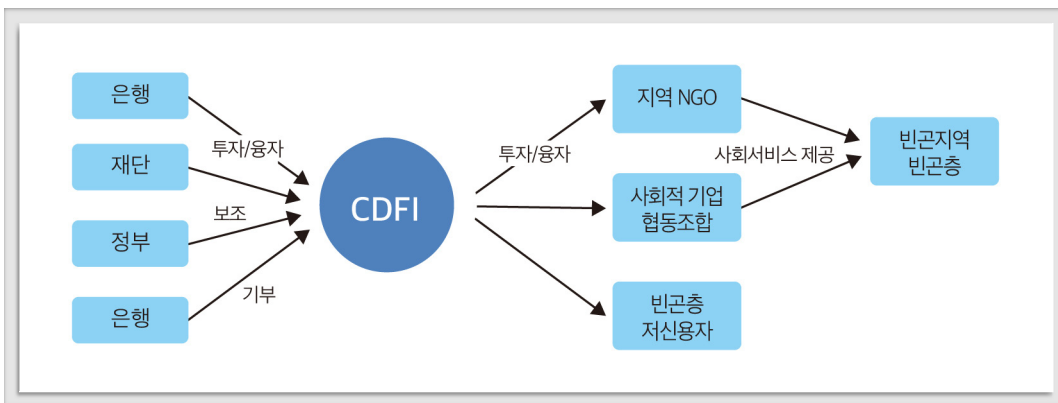 은행
재단
정부
은행
투자/융자
보조
기부
CDFI
투자/융자
지역 NGO
사회적 기업
협동조합
빈곤층
저신용자
사회서비스 제공
빈곤지역
빈곤층